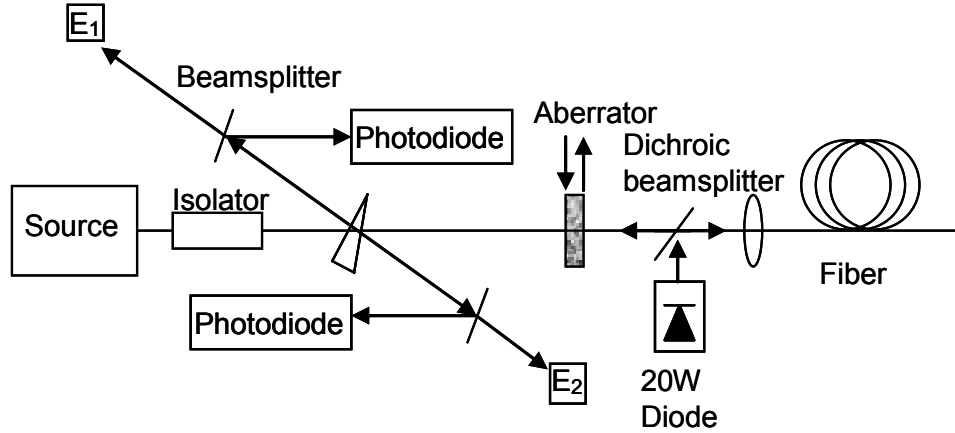 E₁
Beamsplitter
Photodiode
Aberrator
Dichroic
beamsplitter
Isolator
Source
Fiber
Photodiode
E₂
20W
Diode